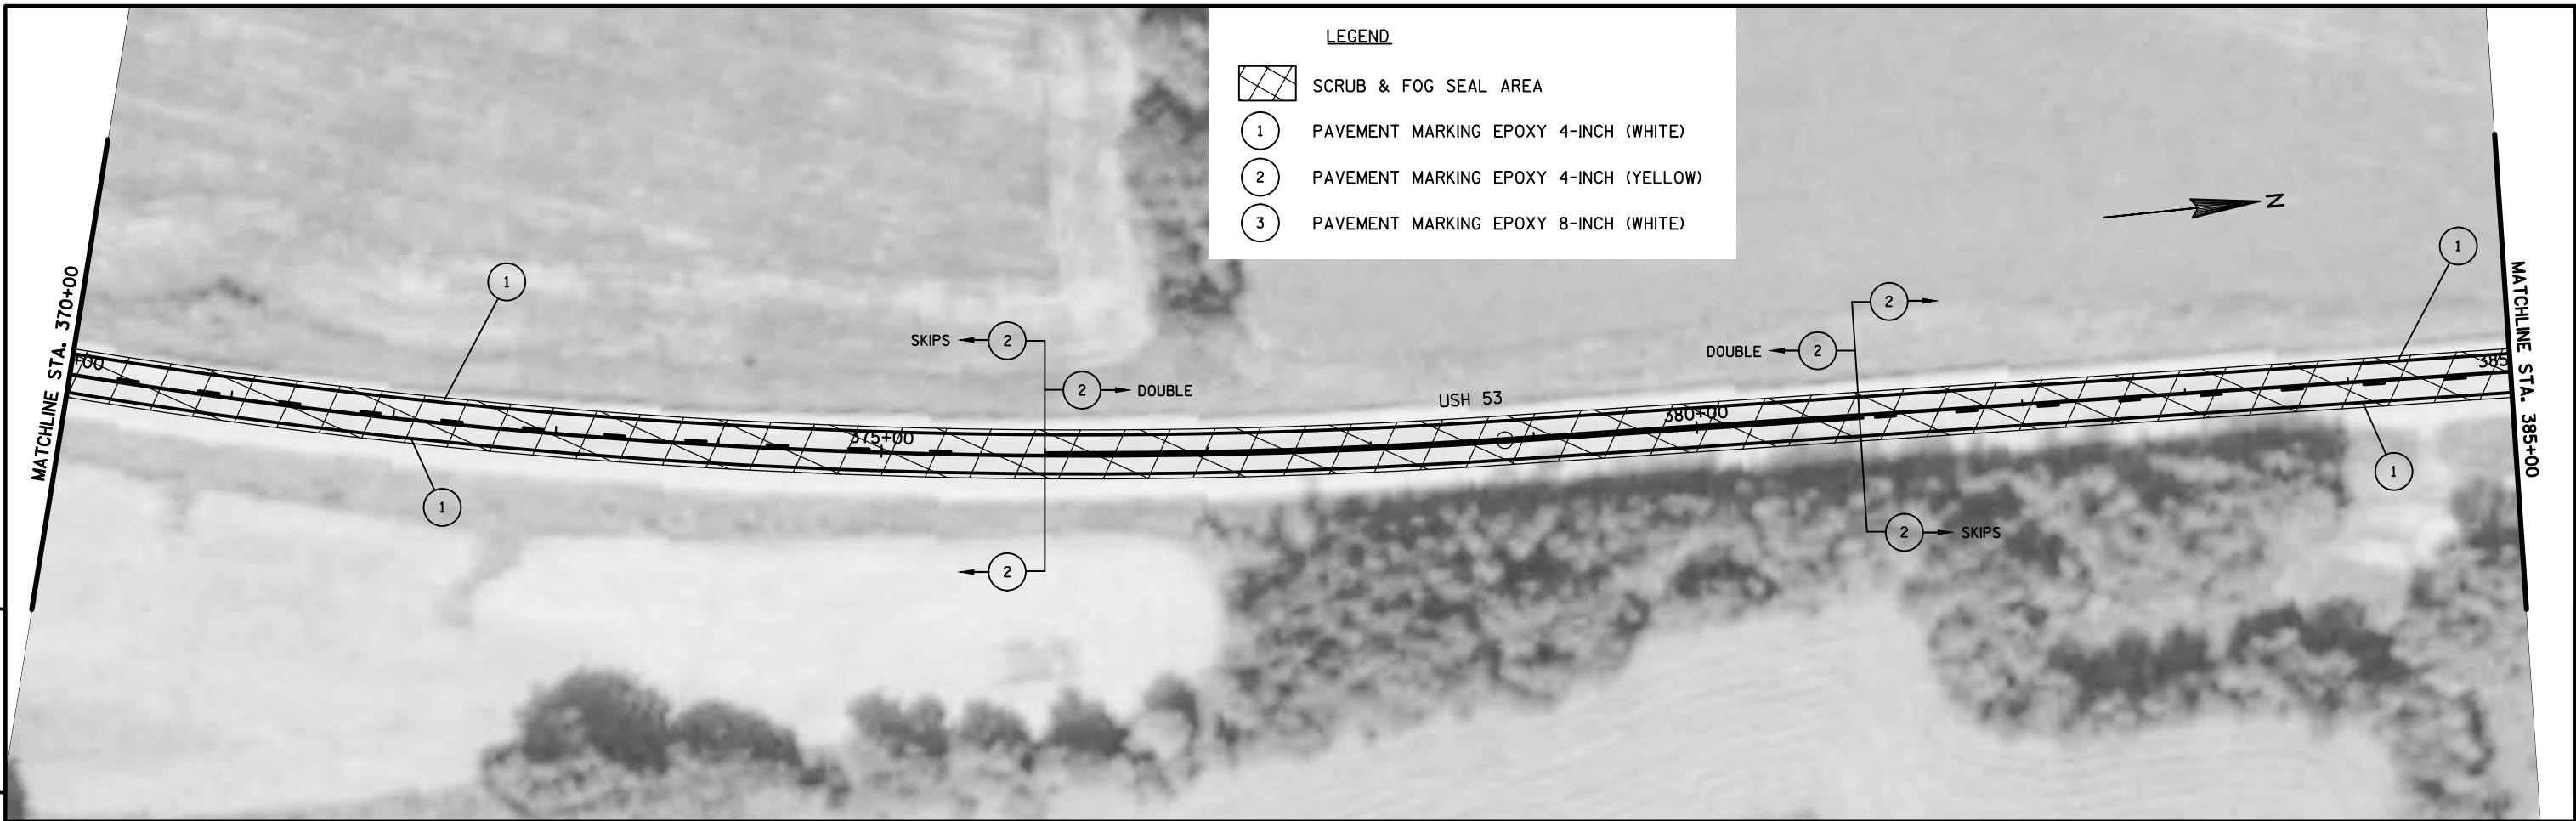 LEGEND
SCRUB & FOG SEAL AREA
1 PAVEMENT MARKING EPOXY 4-INCH (WHITE)
2 PAVEMENT MARKING EPOXY 4-INCH (YELLOW)
3 PAVEMENT MARKING EPOXY 8-INCH (WHITE)
N
MATCHLINE STA. 370+00
+00
1
1
SKIPS 2
2 DOUBLE
2
375+00
USH 53
380+00
2
DOUBLE 2
2 SKIPS
1
1
385
MATCHLINE STA. 385+00